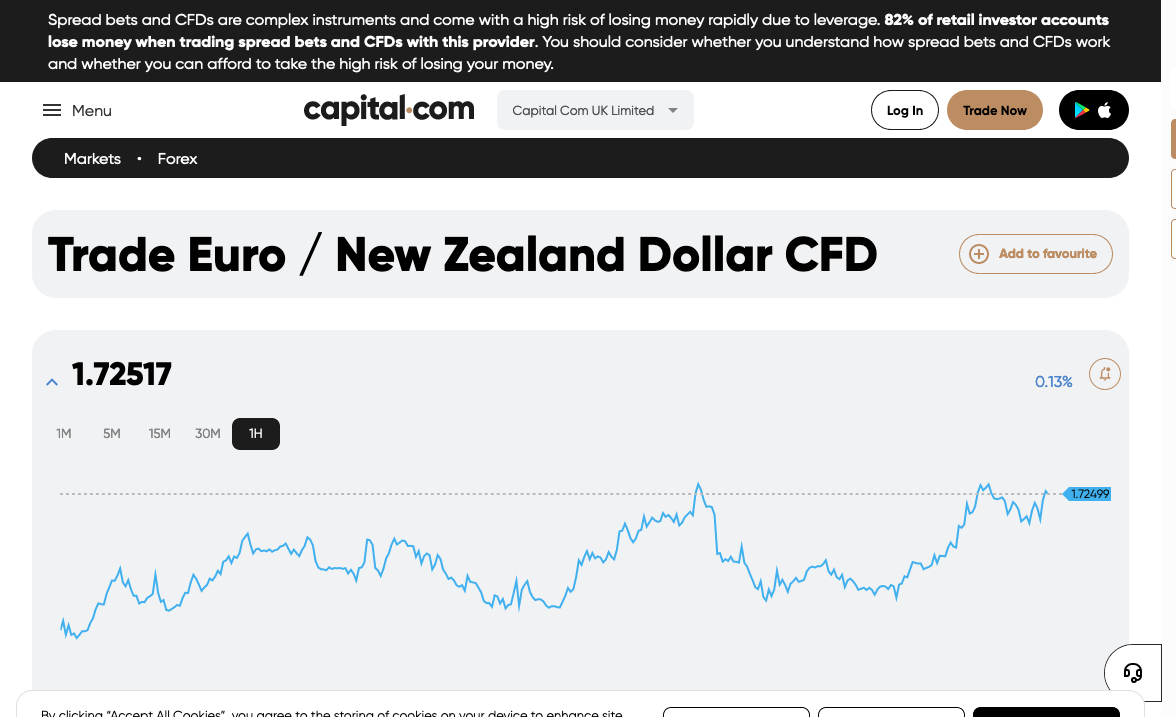 Spread bets and CFDs are complex instruments and come with a high risk of losing money rapidly due to leverage. 82% of retail investor accounts
lose money when trading spread bets and CFDs with this provider. You should consider whether you understand how spread bets and CFDs work
and whether you can afford to take the high risk of losing your money.
Menu
capital.com
Capital Com UK Limited
Log In
Trade Now
Markets • Forex
Trade Euro / New Zealand Dollar CFD
Add to favourite
1.72517
0.13%
1M 5M 15M 30M 1H
1.72499
By clicking “Accept All Cookies”, you agree to the storing of cookies on your device to enhance site